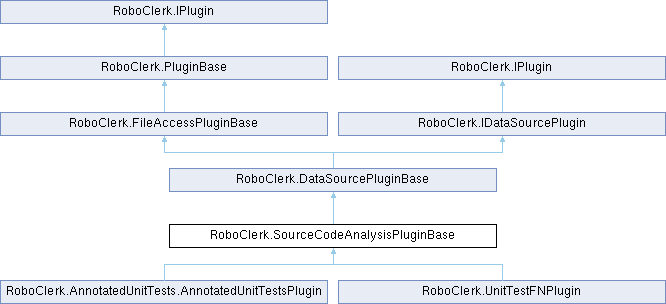 RoboClerk.IPlugin
RoboClerk.PluginBase
RoboClerk.IPlugin
RoboClerk.FileAccessPluginBase
RoboClerk.IDataSourcePlugin
RoboClerk.DataSourcePluginBase
RoboClerk.SourceCodeAnalysisPluginBase
RoboClerk.AnnotatedUnitTests.AnnotatedUnitTestsPlugin
RoboClerk.UnitTestFNPlugin